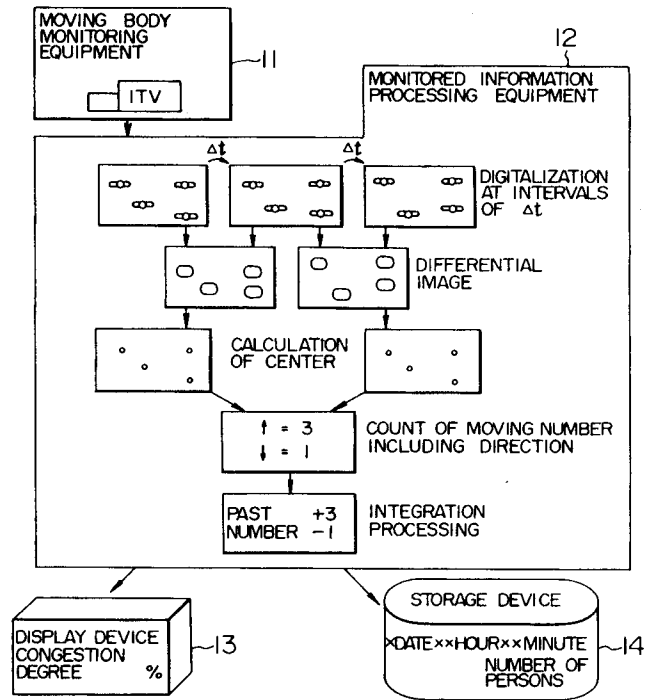 MOVING BODY
MONITORING
EQUIPMENT
ITV
11
12
MONITORED INFORMATION
PROCESSING EQUIPMENT
Δt
Δt
DIGITALIZATION
AT INTERVALS
OF Δt
DIFFERENTIAL
IMAGE
CALCULATION
OF CENTER
↑ = 3
↓ = 1
COUNT OF MOVING NUMBER
INCLUDING DIRECTION
PAST +3
NUMBER -1
INTEGRATION
PROCESSING
DISPLAY DEVICE
CONGESTION
DEGREE %
13
STORAGE DEVICE
×DATE××HOUR××MINUTE
NUMBER OF
PERSONS
14